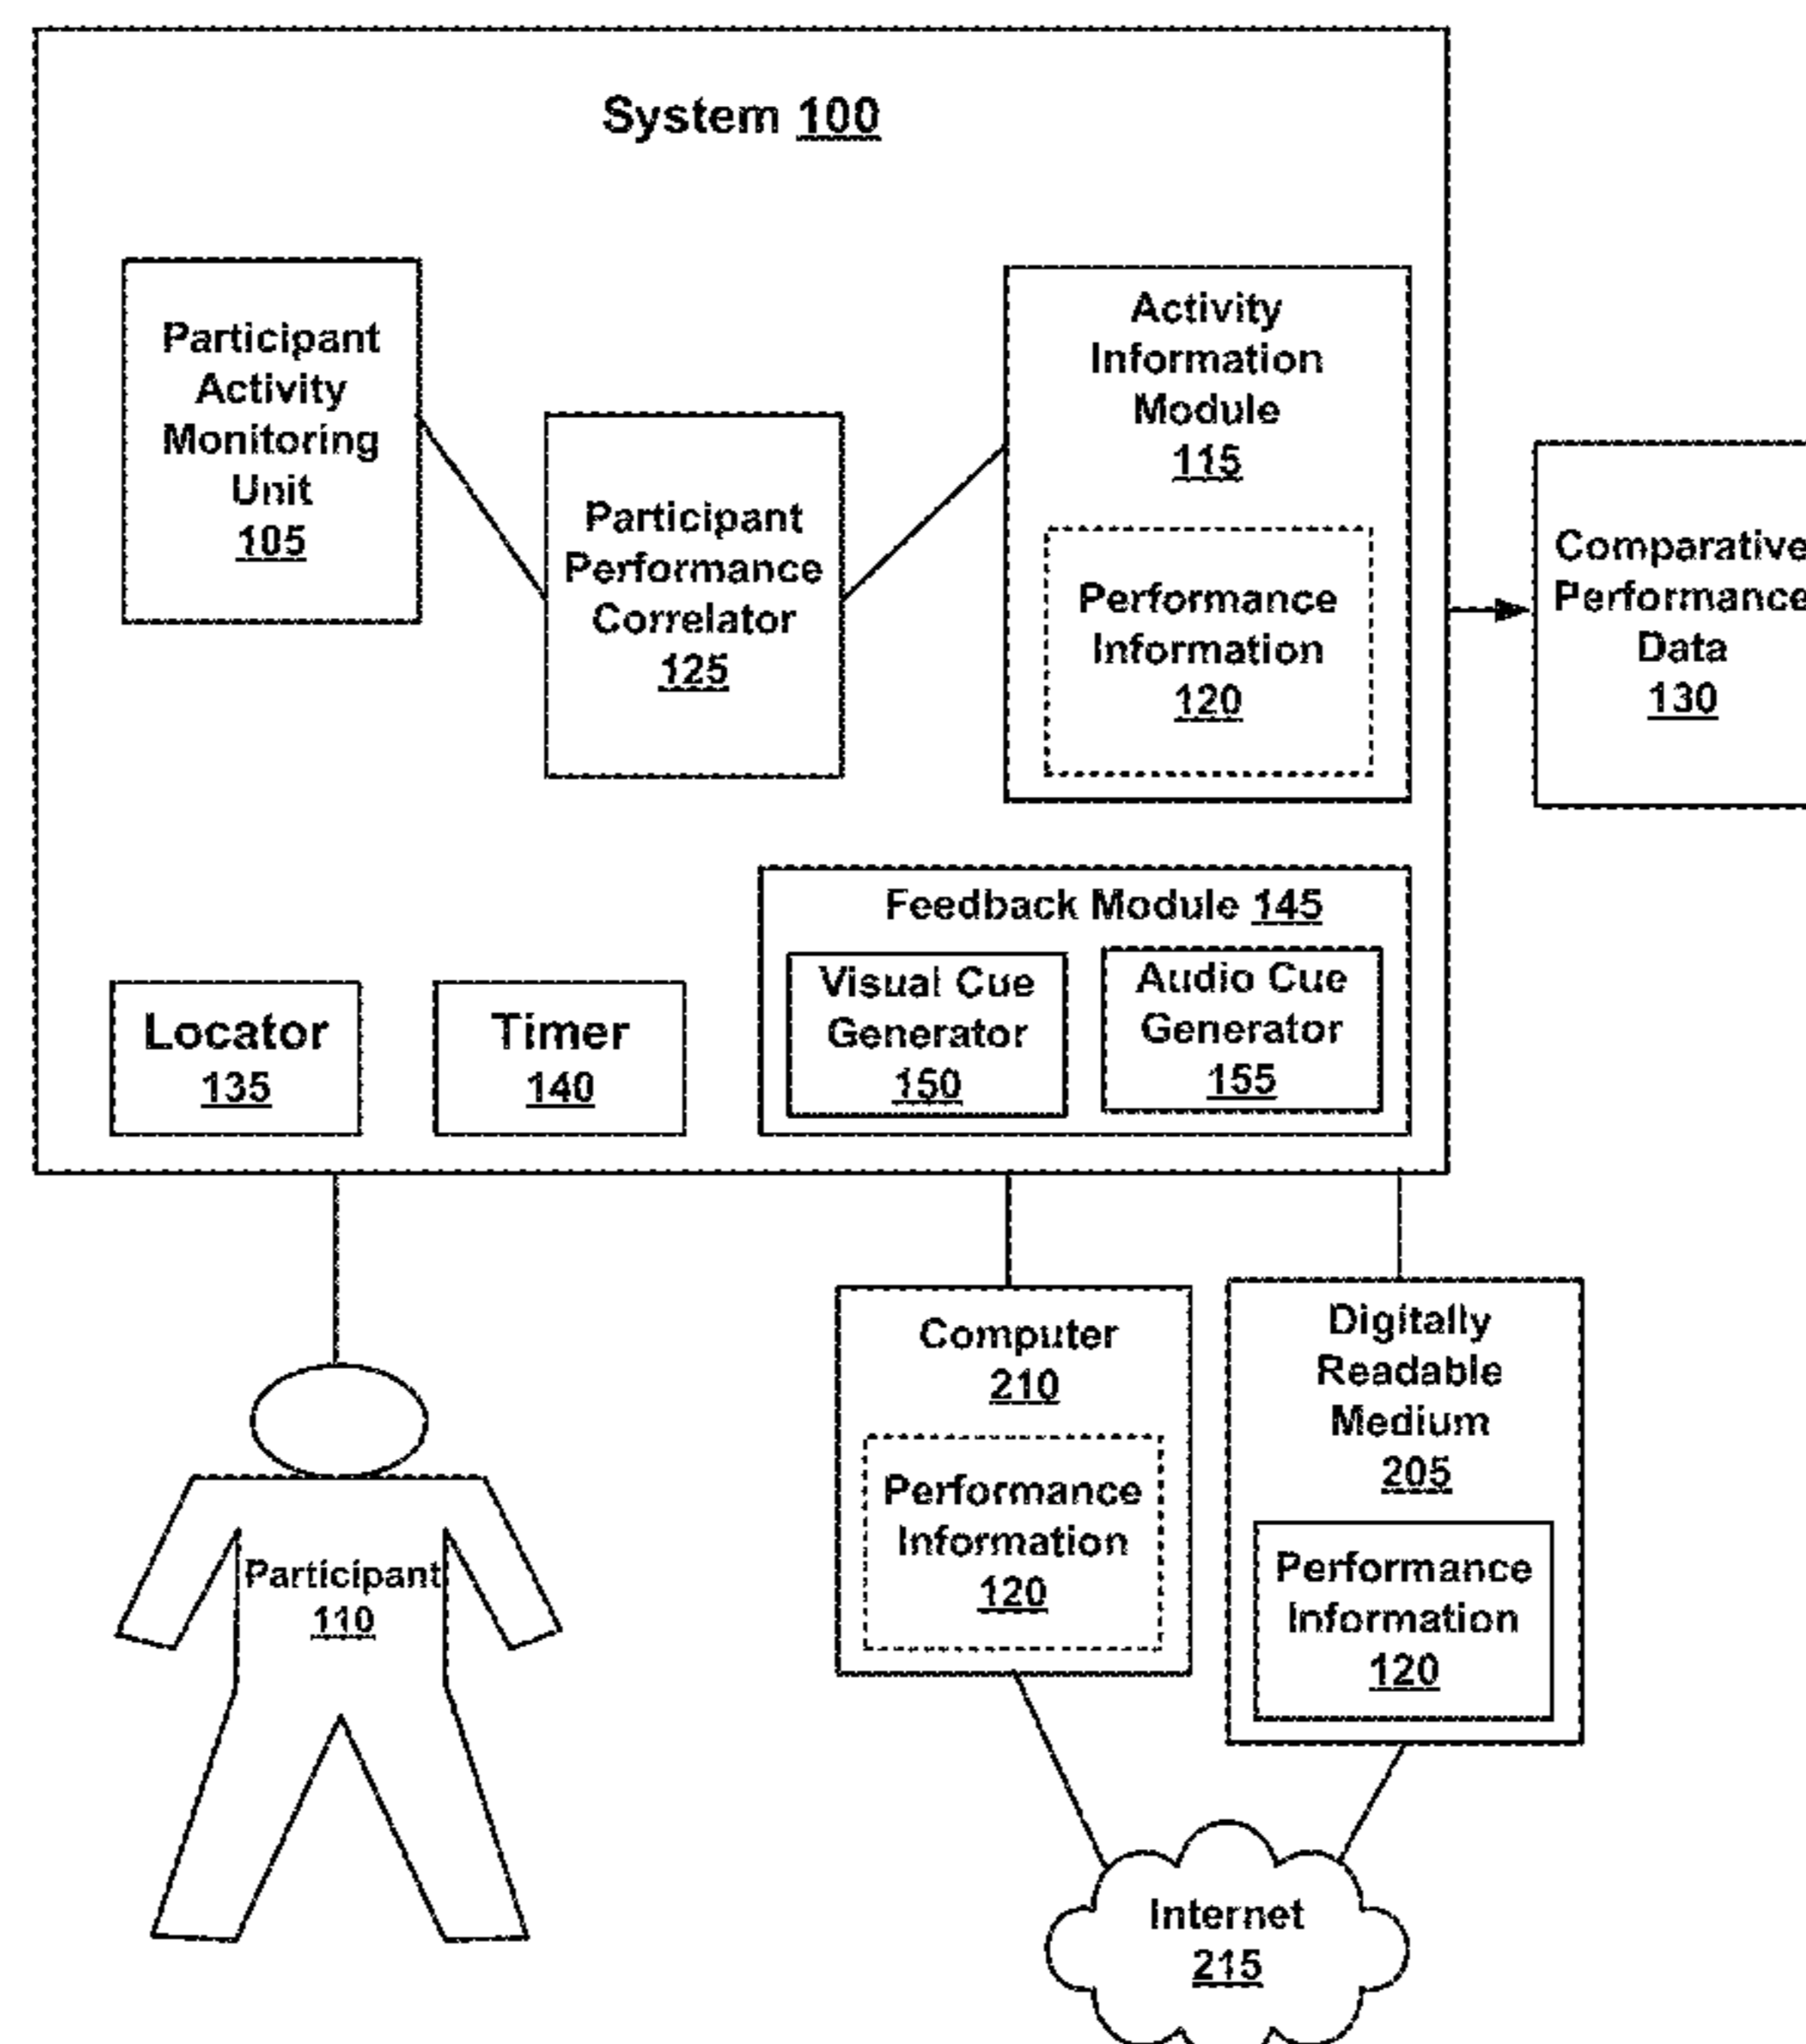 System 100
Participant
Activity
Monitoring
Unit
105
Participant
Performance
Correlator
125
Activity
Information
Module
115
Performance
Information
120
Comparative
Performance
Data
130
Feedback Module 145
Visual Cue
Generator
150
Audio Cue
Generator
155
Locator
135
Timer
140
Computer
210
Performance
Information
120
Digitally
Readable
Medium
205
Performance
Information
120
Participant
110
Internet
215